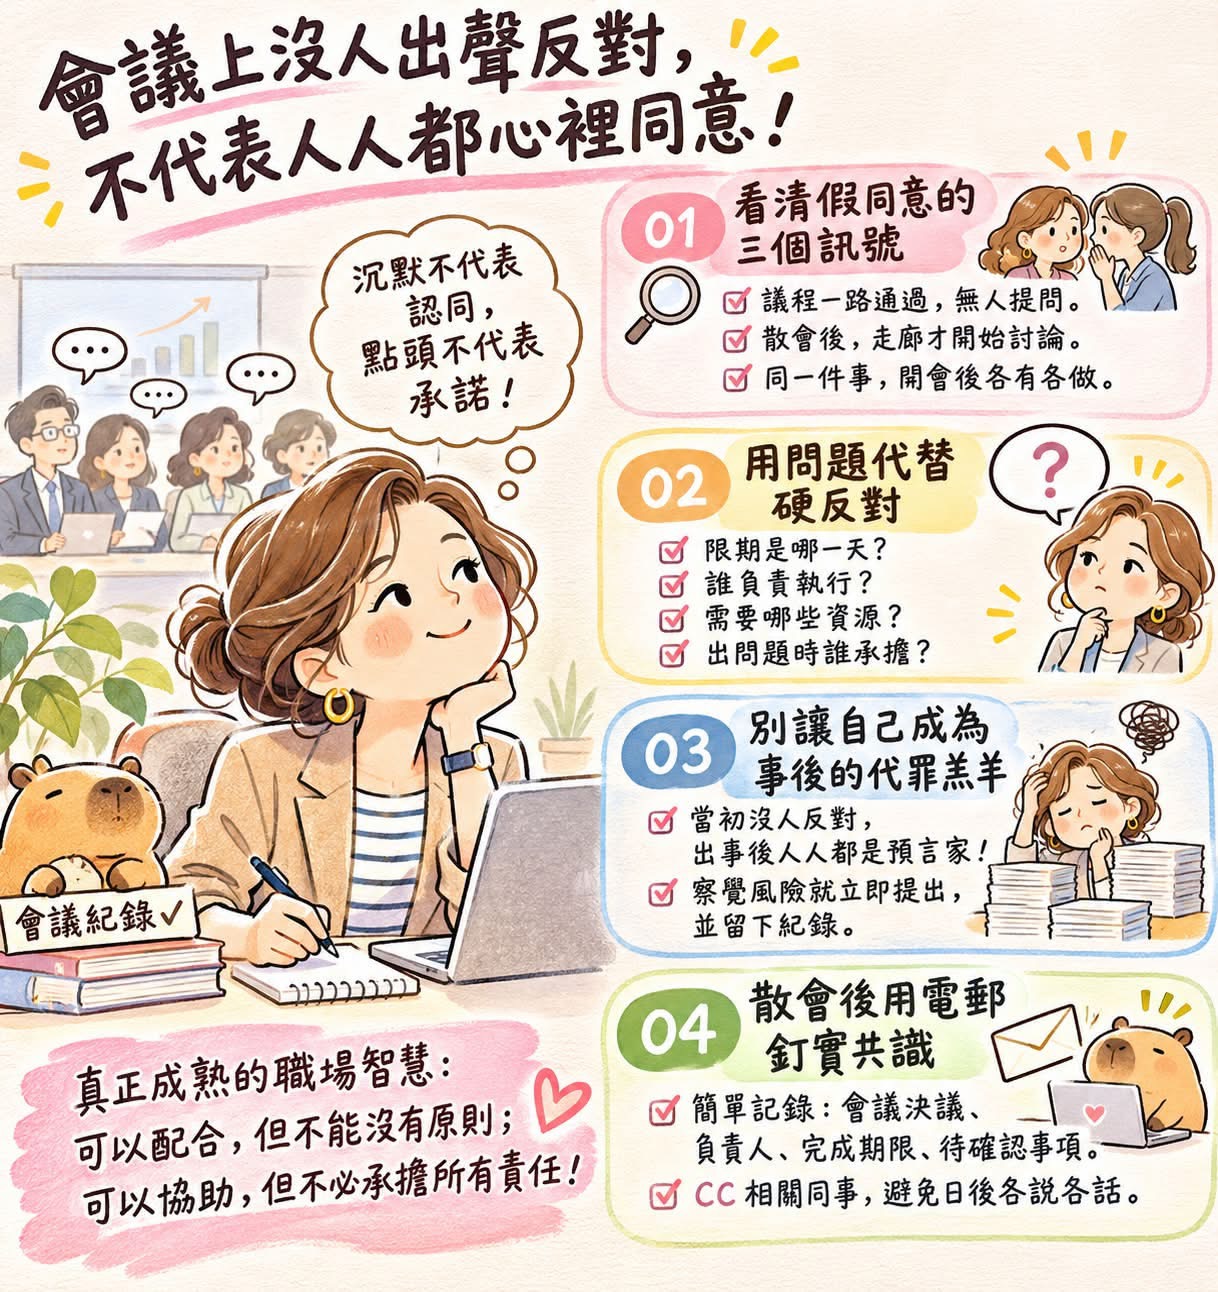 會議上沒人出聲反對，
不代表人人都心裡同意！
沉默不代表
認同，
點頭不代表
承諾！
會議紀錄✓
真正成熟的職場智慧：
可以配合，但不能沒有原則；
可以協助，但不必承擔所有責任！
01
看清假同意的
三個訊號
議程一路通過，無人提問。
散會後，走廊才開始討論。
同一件事，開會後各有各做。
02
用問題代替
硬反對
?
限期是哪一天？
誰負責執行？
需要哪些資源？
出問題時誰承擔？
03
別讓自己成為
事後的代罪羔羊
當初沒人反對，
出事後人人都是預言家！
察覺風險就立即提出，
並留下紀錄。
04
散會後用電郵
釘實共識
簡單記錄：會議決議、
負責人、完成期限、待確認事項。
CC 相關同事，避免日後各說各話。